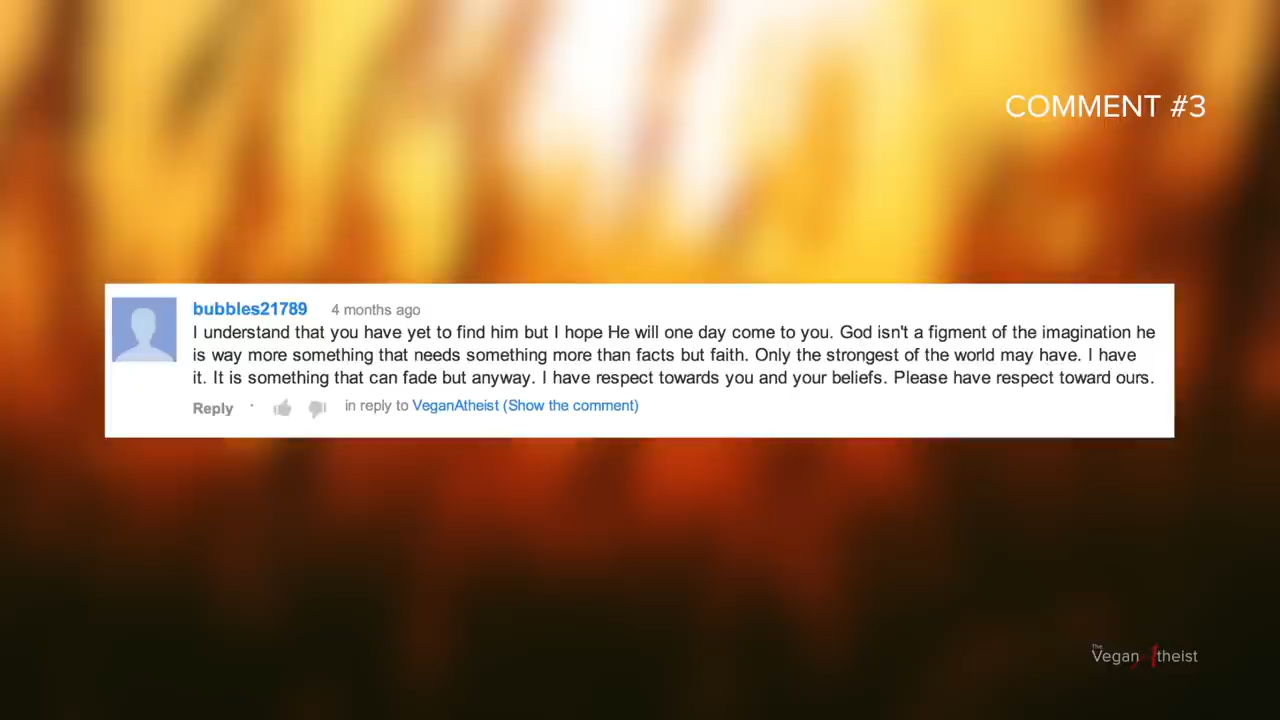 COMMENT #3
bubbles21789 4 months ago
I understand that you have yet to find him but I hope He will one day come to you. God isn't a figment of the imagination he
is way more something that needs something more than facts but faith. Only the strongest of the world may have. I have
it. It is something that can fade but anyway. I have respect towards you and your beliefs. Please have respect toward ours.
Reply · in reply to VeganAtheist (Show the comment)
The
VeganAtheist